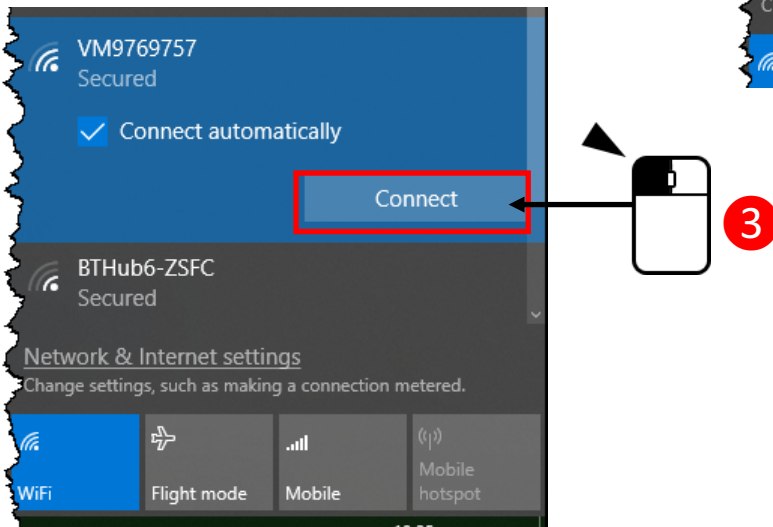 VM9769757
Secured
Connect automatically
Connect
3
BTHub6-ZSFC
Secured
Network & Internet settings
Change settings, such as making a connection metered.
WiFi
Flight mode
Mobile
Mobile
hotspot